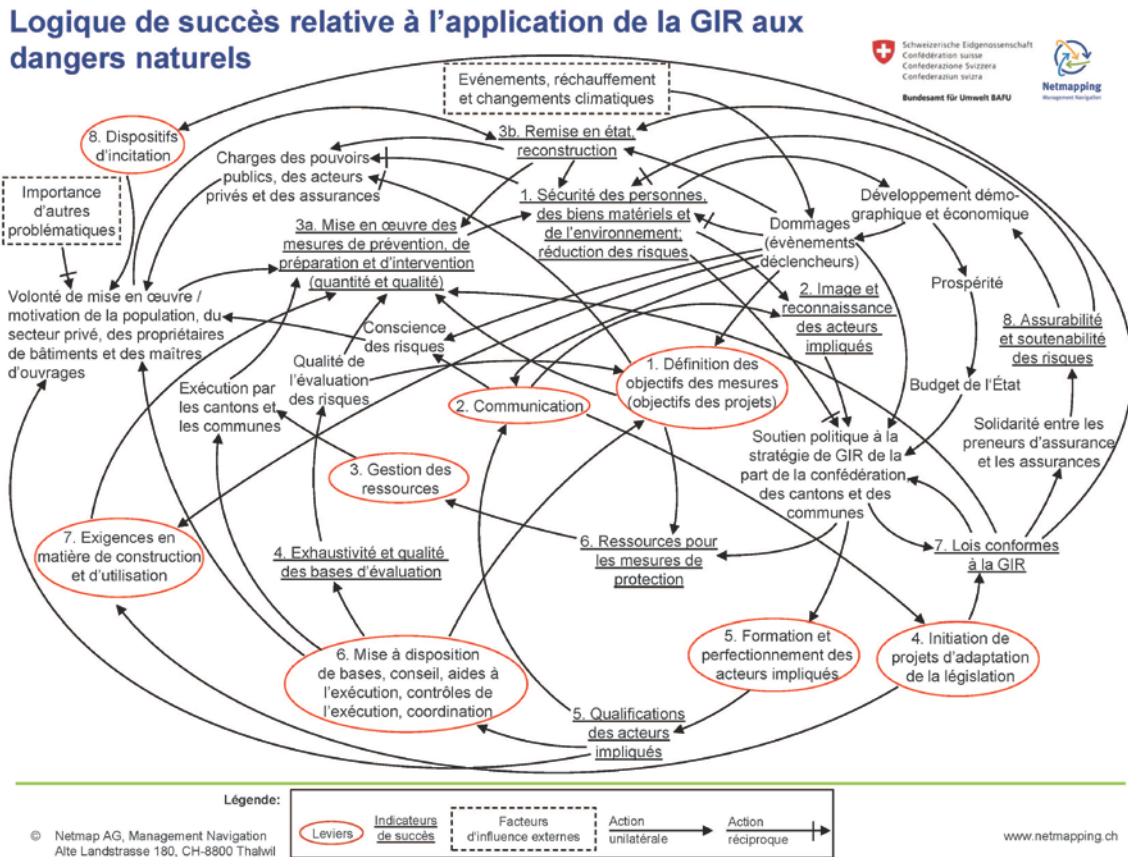 Logique de succès relative à l'application de la GIR aux
dangers naturels
Schweizerische Eidgenossenschaft
Confédération suisse
Confederazione Svizzera
Confederaziun svizra
Bundesamt für Umwelt BAFU
Netmapping
Management Navigation
Evénements, réchauffement
et changements climatiques
8. Dispositifs
d'incitation
3b. Remise en état,
reconstruction
Charges des pouvoirs
publics, des acteurs
privés et des assurances
Importance
d'autres
problématiques
1. Sécurité des personnes,
des biens matériels et
de l'environnement;
réduction des risques
Développement démo-
graphique et économique
3a. Mise en œuvre des
mesures de prévention, de
préparation et d'intervention
(quantité et qualité)
Dommages
(évènements
déclencheurs)
Volonté de mise en œuvre /
motivation de la population, du
secteur privé, des propriétaires
de bâtiments et des maîtres
d'ouvrages
Prospérité
2. Image et
reconnaissance
des acteurs
impliqués
8. Assurabilité
et soutenabilité
des risques
Conscience
des risques
Qualité de
l'évaluation
des risques
1. Définition des
objectifs des mesures
(objectifs des projets)
Exécution par
les cantons et
les communes
2. Communication
Budget de l'État
Solidarité entre les
preneurs d'assurance
et les assurances
Soutien politique à la
stratégie de GIR de la
part de la confédération,
des cantons et des
communes
3. Gestion des
ressources
7. Exigences en
matière de construction
et d'utilisation
4. Exhaustivité et qualité
des bases d'évaluation
6. Ressources pour
les mesures de
protection
7. Lois conformes
à la GIR
6. Mise à disposition
de bases, conseil, aides à
l'exécution, contrôles de
l'exécution, coordination
5. Formation et
perfectionnement des
acteurs impliqués
4. Initiation de
projets d'adaptation
de la législation
5. Qualifications
des acteurs
impliqués
Légende:
Leviers
Indicateurs
de succès
Facteurs
d'influence externes
Action
unilatérale
Action
réciproque
© Netmap AG, Management Navigation
Alte Landstrasse 180, CH-8800 Thalwil
www.netmapping.ch